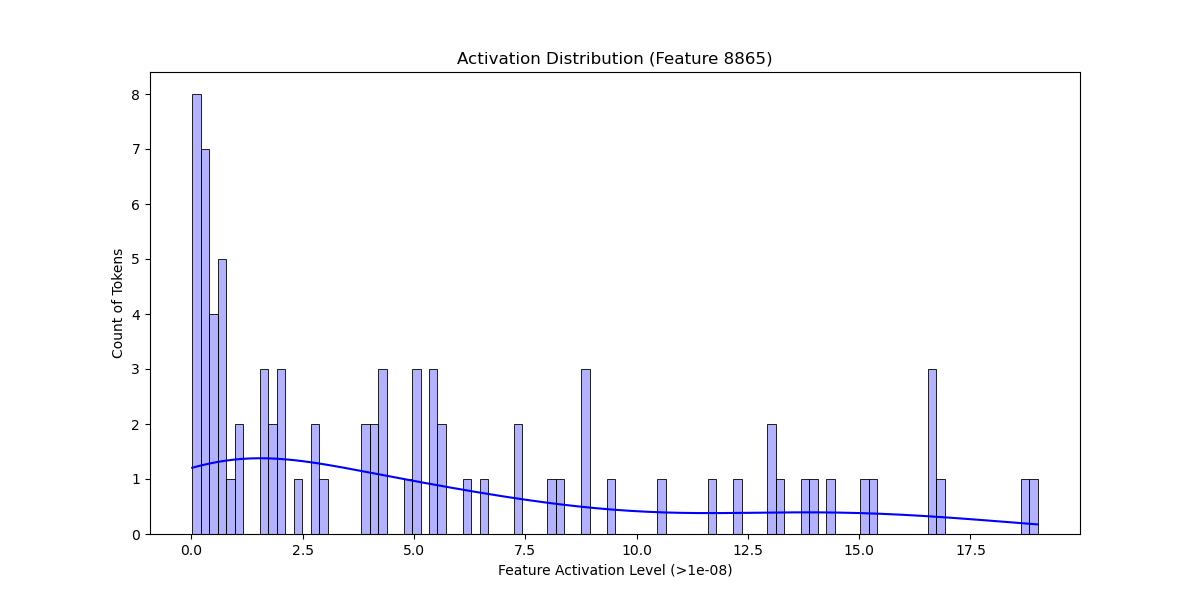 Activation Distribution (Feature 8865)
8
7
6
5
4
3
2
1
0
Count of Tokens
0.0 2.5 5.0 7.5 10.0 12.5 15.0 17.5
Feature Activation Level (>1e-08)